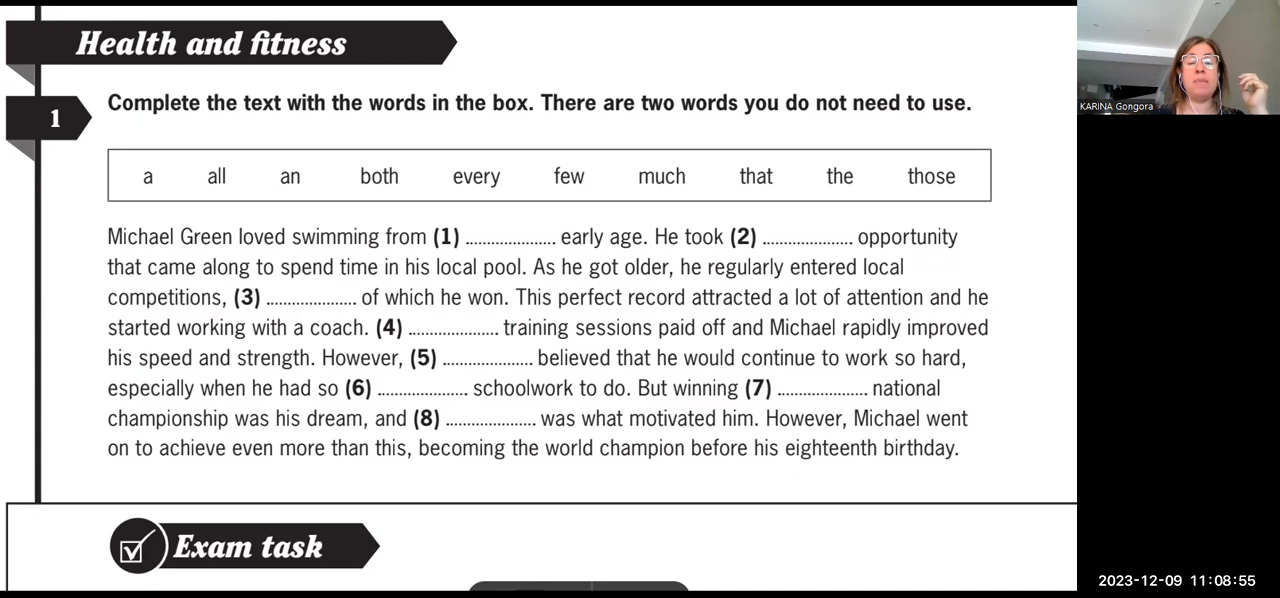 Health and fitness
1
Complete the text with the words in the box. There are two words you do not need to use.
a all an both every few much that the those
Michael Green loved swimming from (1) .................... early age. He took (2) .................... opportunity
that came along to spend time in his local pool. As he got older, he regularly entered local
competitions, (3) .................... of which he won. This perfect record attracted a lot of attention and he
started working with a coach. (4) .................... training sessions paid off and Michael rapidly improved
his speed and strength. However, (5) .................... believed that he would continue to work so hard,
especially when he had so (6) .................... schoolwork to do. But winning (7) .................... national
championship was his dream, and (8) .................... was what motivated him. However, Michael went
on to achieve even more than this, becoming the world champion before his eighteenth birthday.
Exam task
KARINA Gongora
2023-12-09 11:08:55